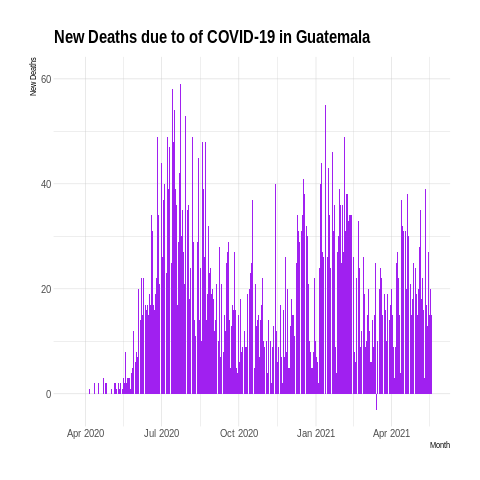 New Deaths due to of COVID-19 in Guatemala
New Deaths
60
40
20
0
Apr 2020 Jul 2020 Oct 2020 Jan 2021 Apr 2021
Month